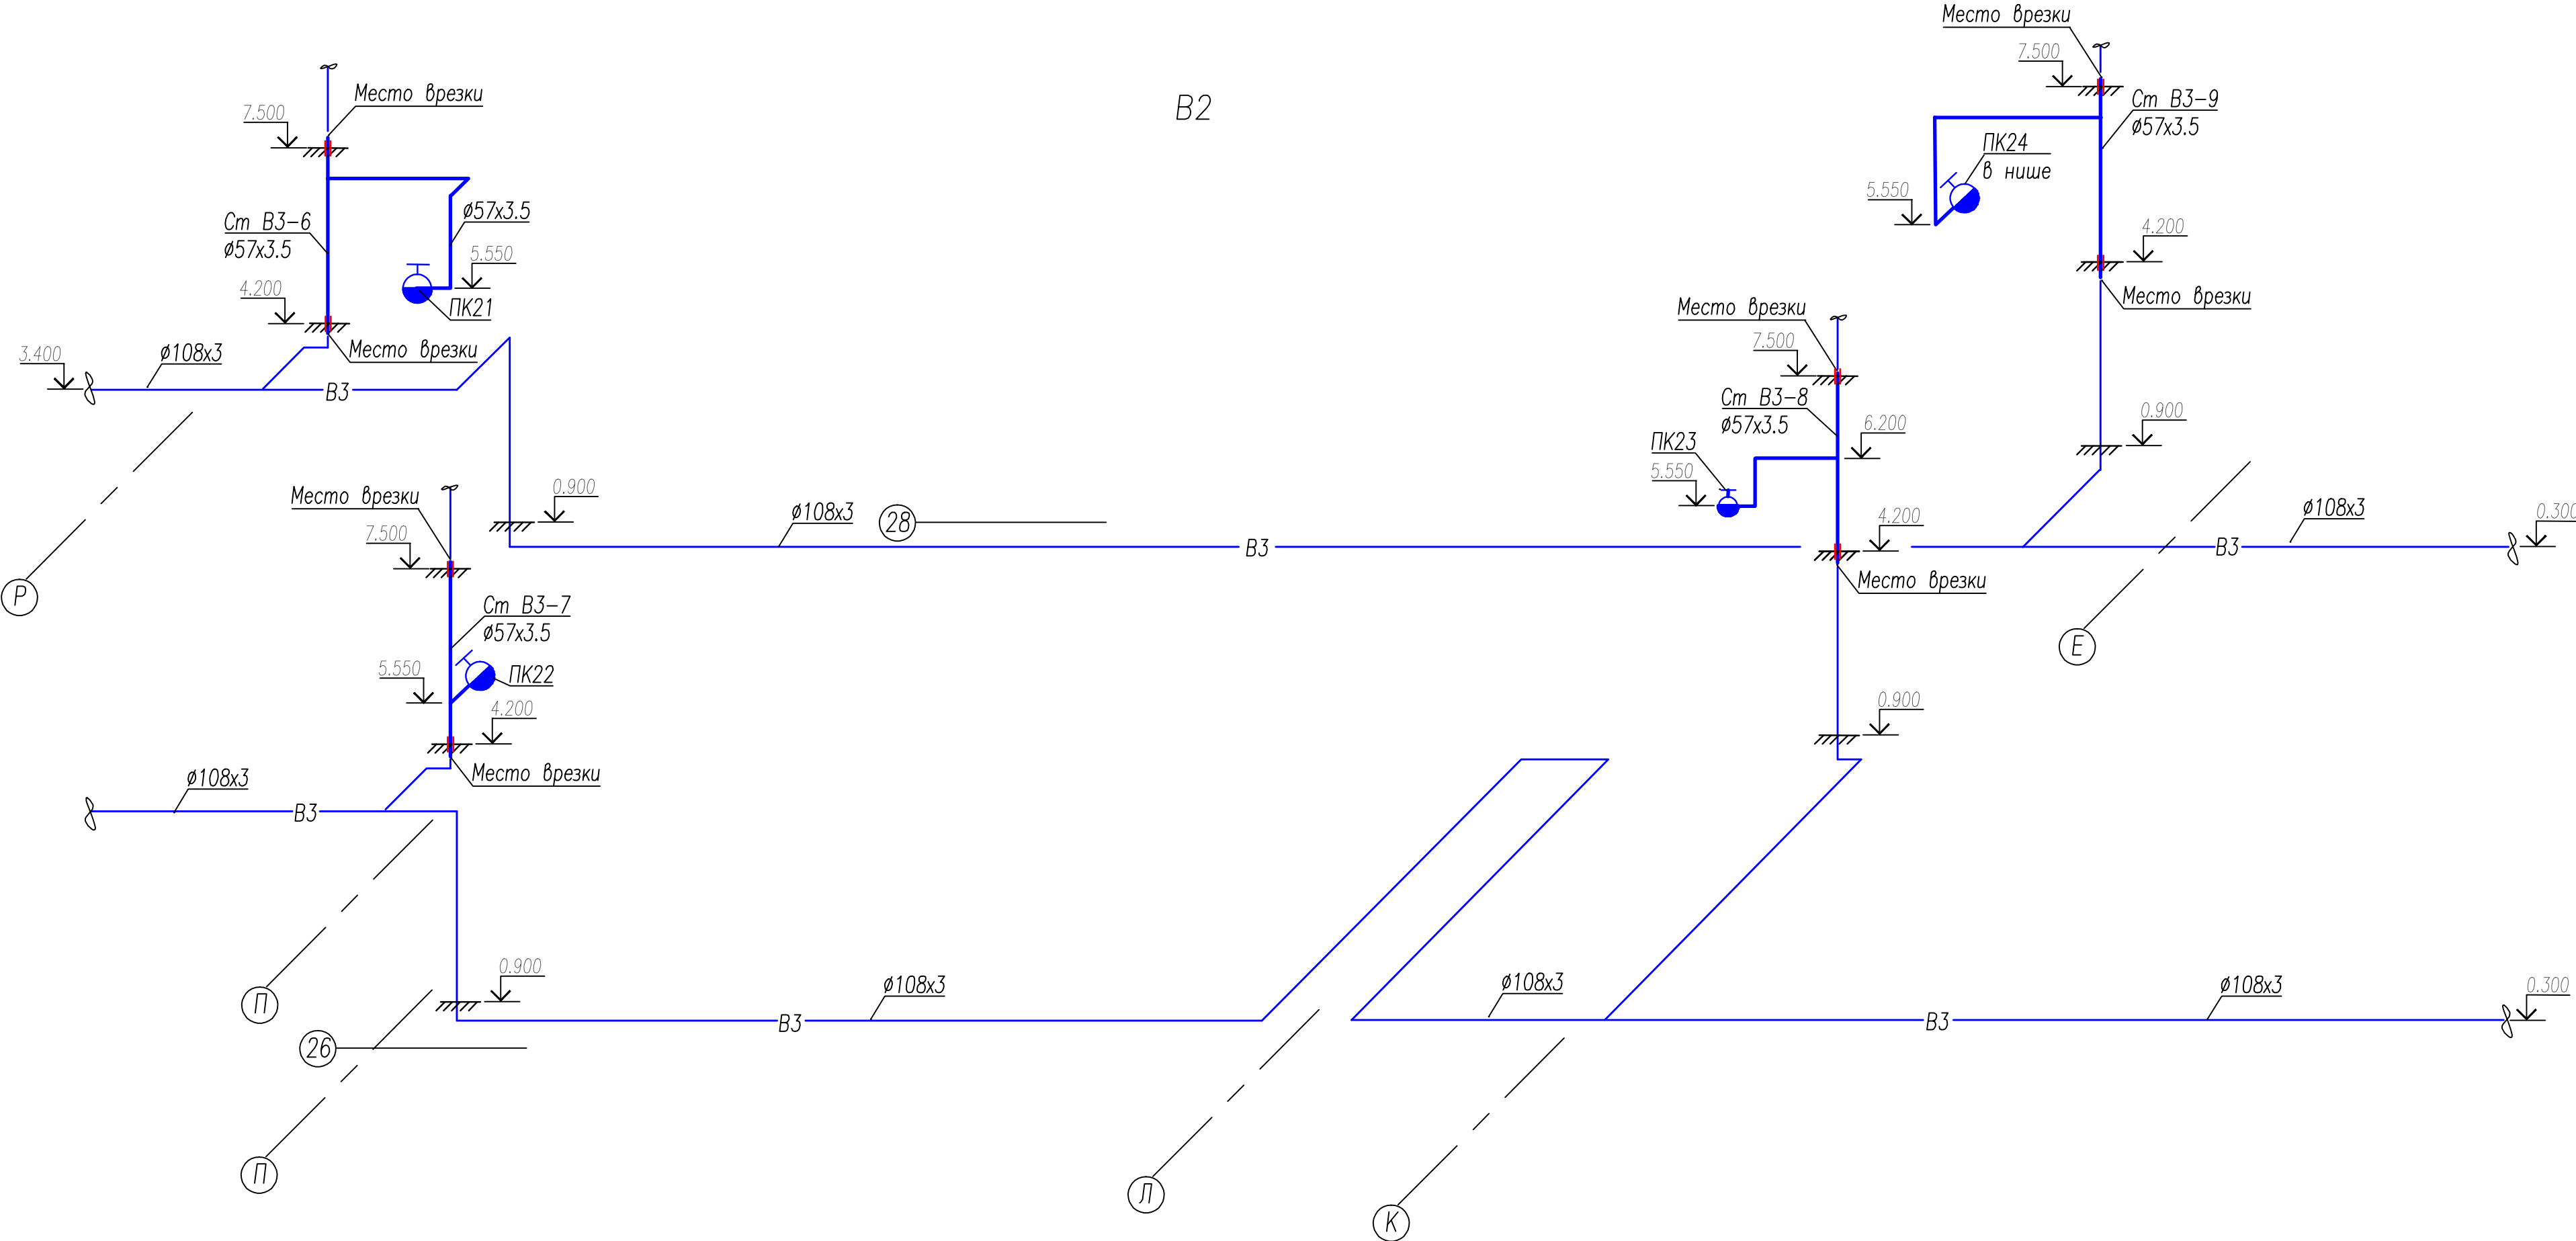 Место врезки
7.500
Ст В3-9
ø57х3.5
ПК24
в нише
5.550
4.200
Место врезки
0.900
Место врезки
7.500
В2
Ст В3-6
ø57х3.5
ø57х3.5
5.550
ПК21
4.200
Место врезки
3.400
ø108х3
В3
Место врезки
7.500
Ст В3-8
ø57х3.5
6.200
ПК23
5.550
4.200
Место врезки
0.900
0.900
ø108х3
28
В3
В3
ø108х3
0.300
Е
Р
Место врезки
7.500
Ст В3-7
ø57х3.5
5.550
ПК22
4.200
Место врезки
ø108х3
В3
П
0.900
26
П
В3
ø108х3
ø108х3
В3
ø108х3
0.300
Л
К